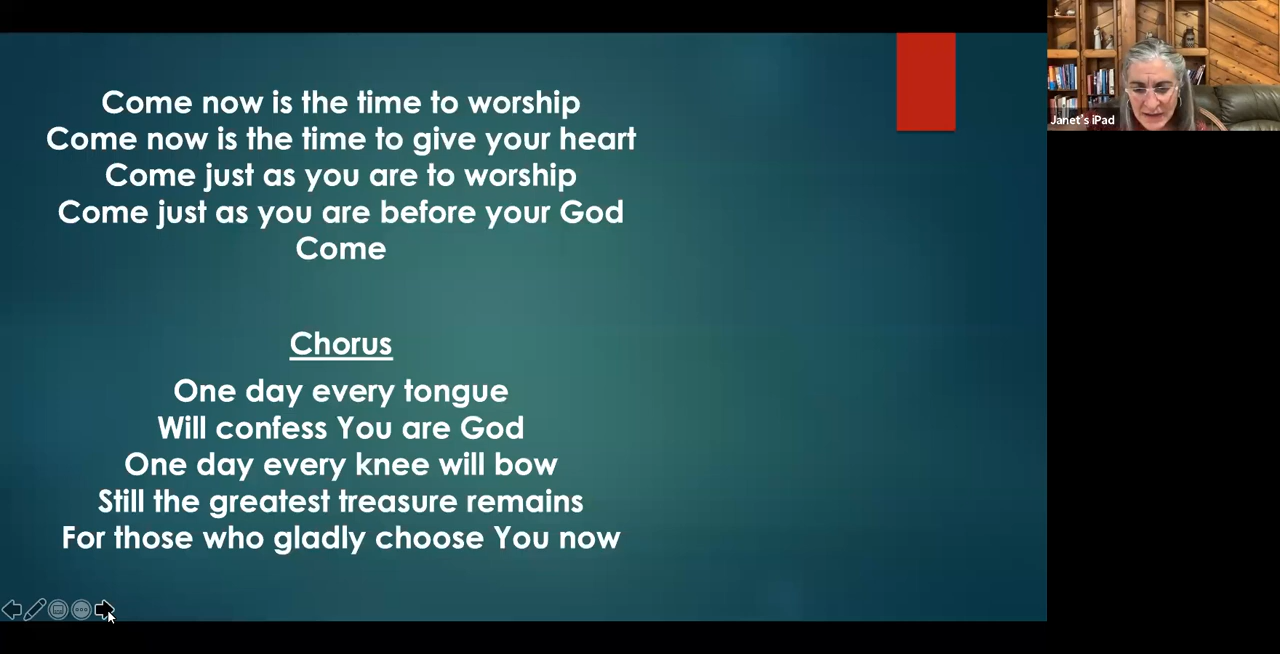 Come now is the time to worship
Come now is the time to give your heart
Come just as you are to worship
Come just as you are before your God
Come
Chorus
One day every tongue
Will confess You are God
One day every knee will bow
Still the greatest treasure remains
For those who gladly choose You now
Janet's iPad